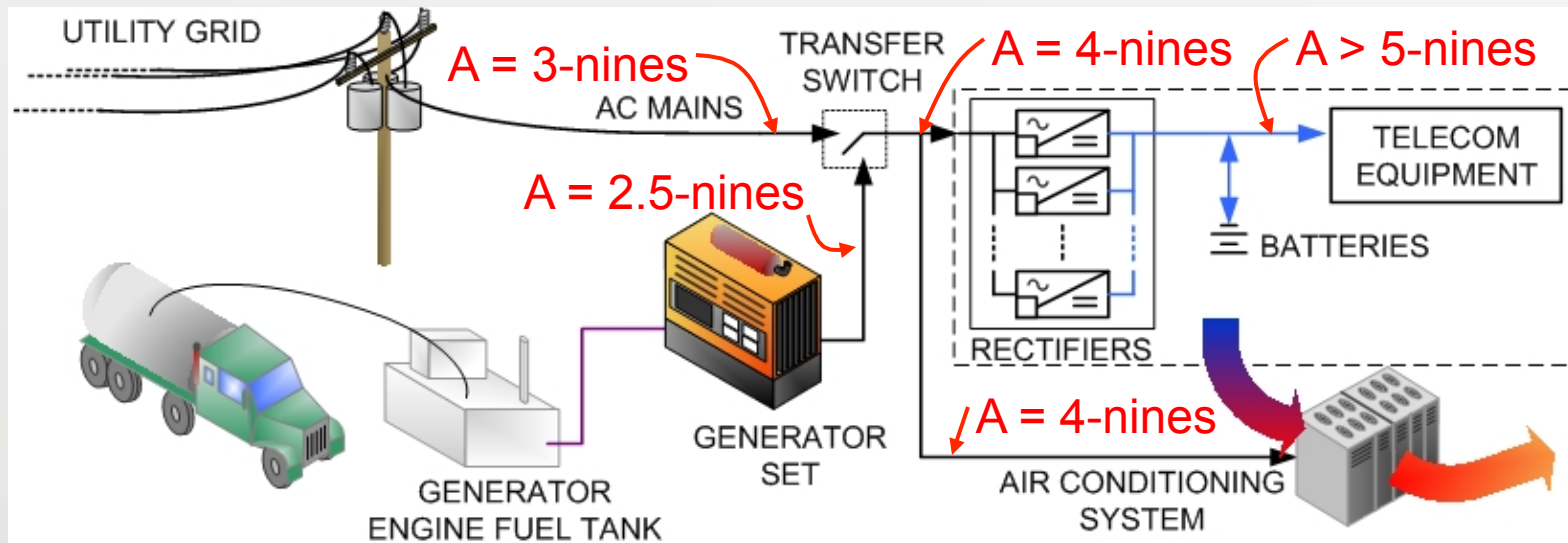 UTILITY GRID
A = 3-nines
AC MAINS
TRANSFER
SWITCH
A = 4-nines
A > 5-nines
TELECOM
EQUIPMENT
A = 2.5-nines
BATTERIES
RECTIFIERS
GENERATOR
SET
GENERATOR
ENGINE FUEL TANK
A = 4-nines
AIR CONDITIONING
SYSTEM